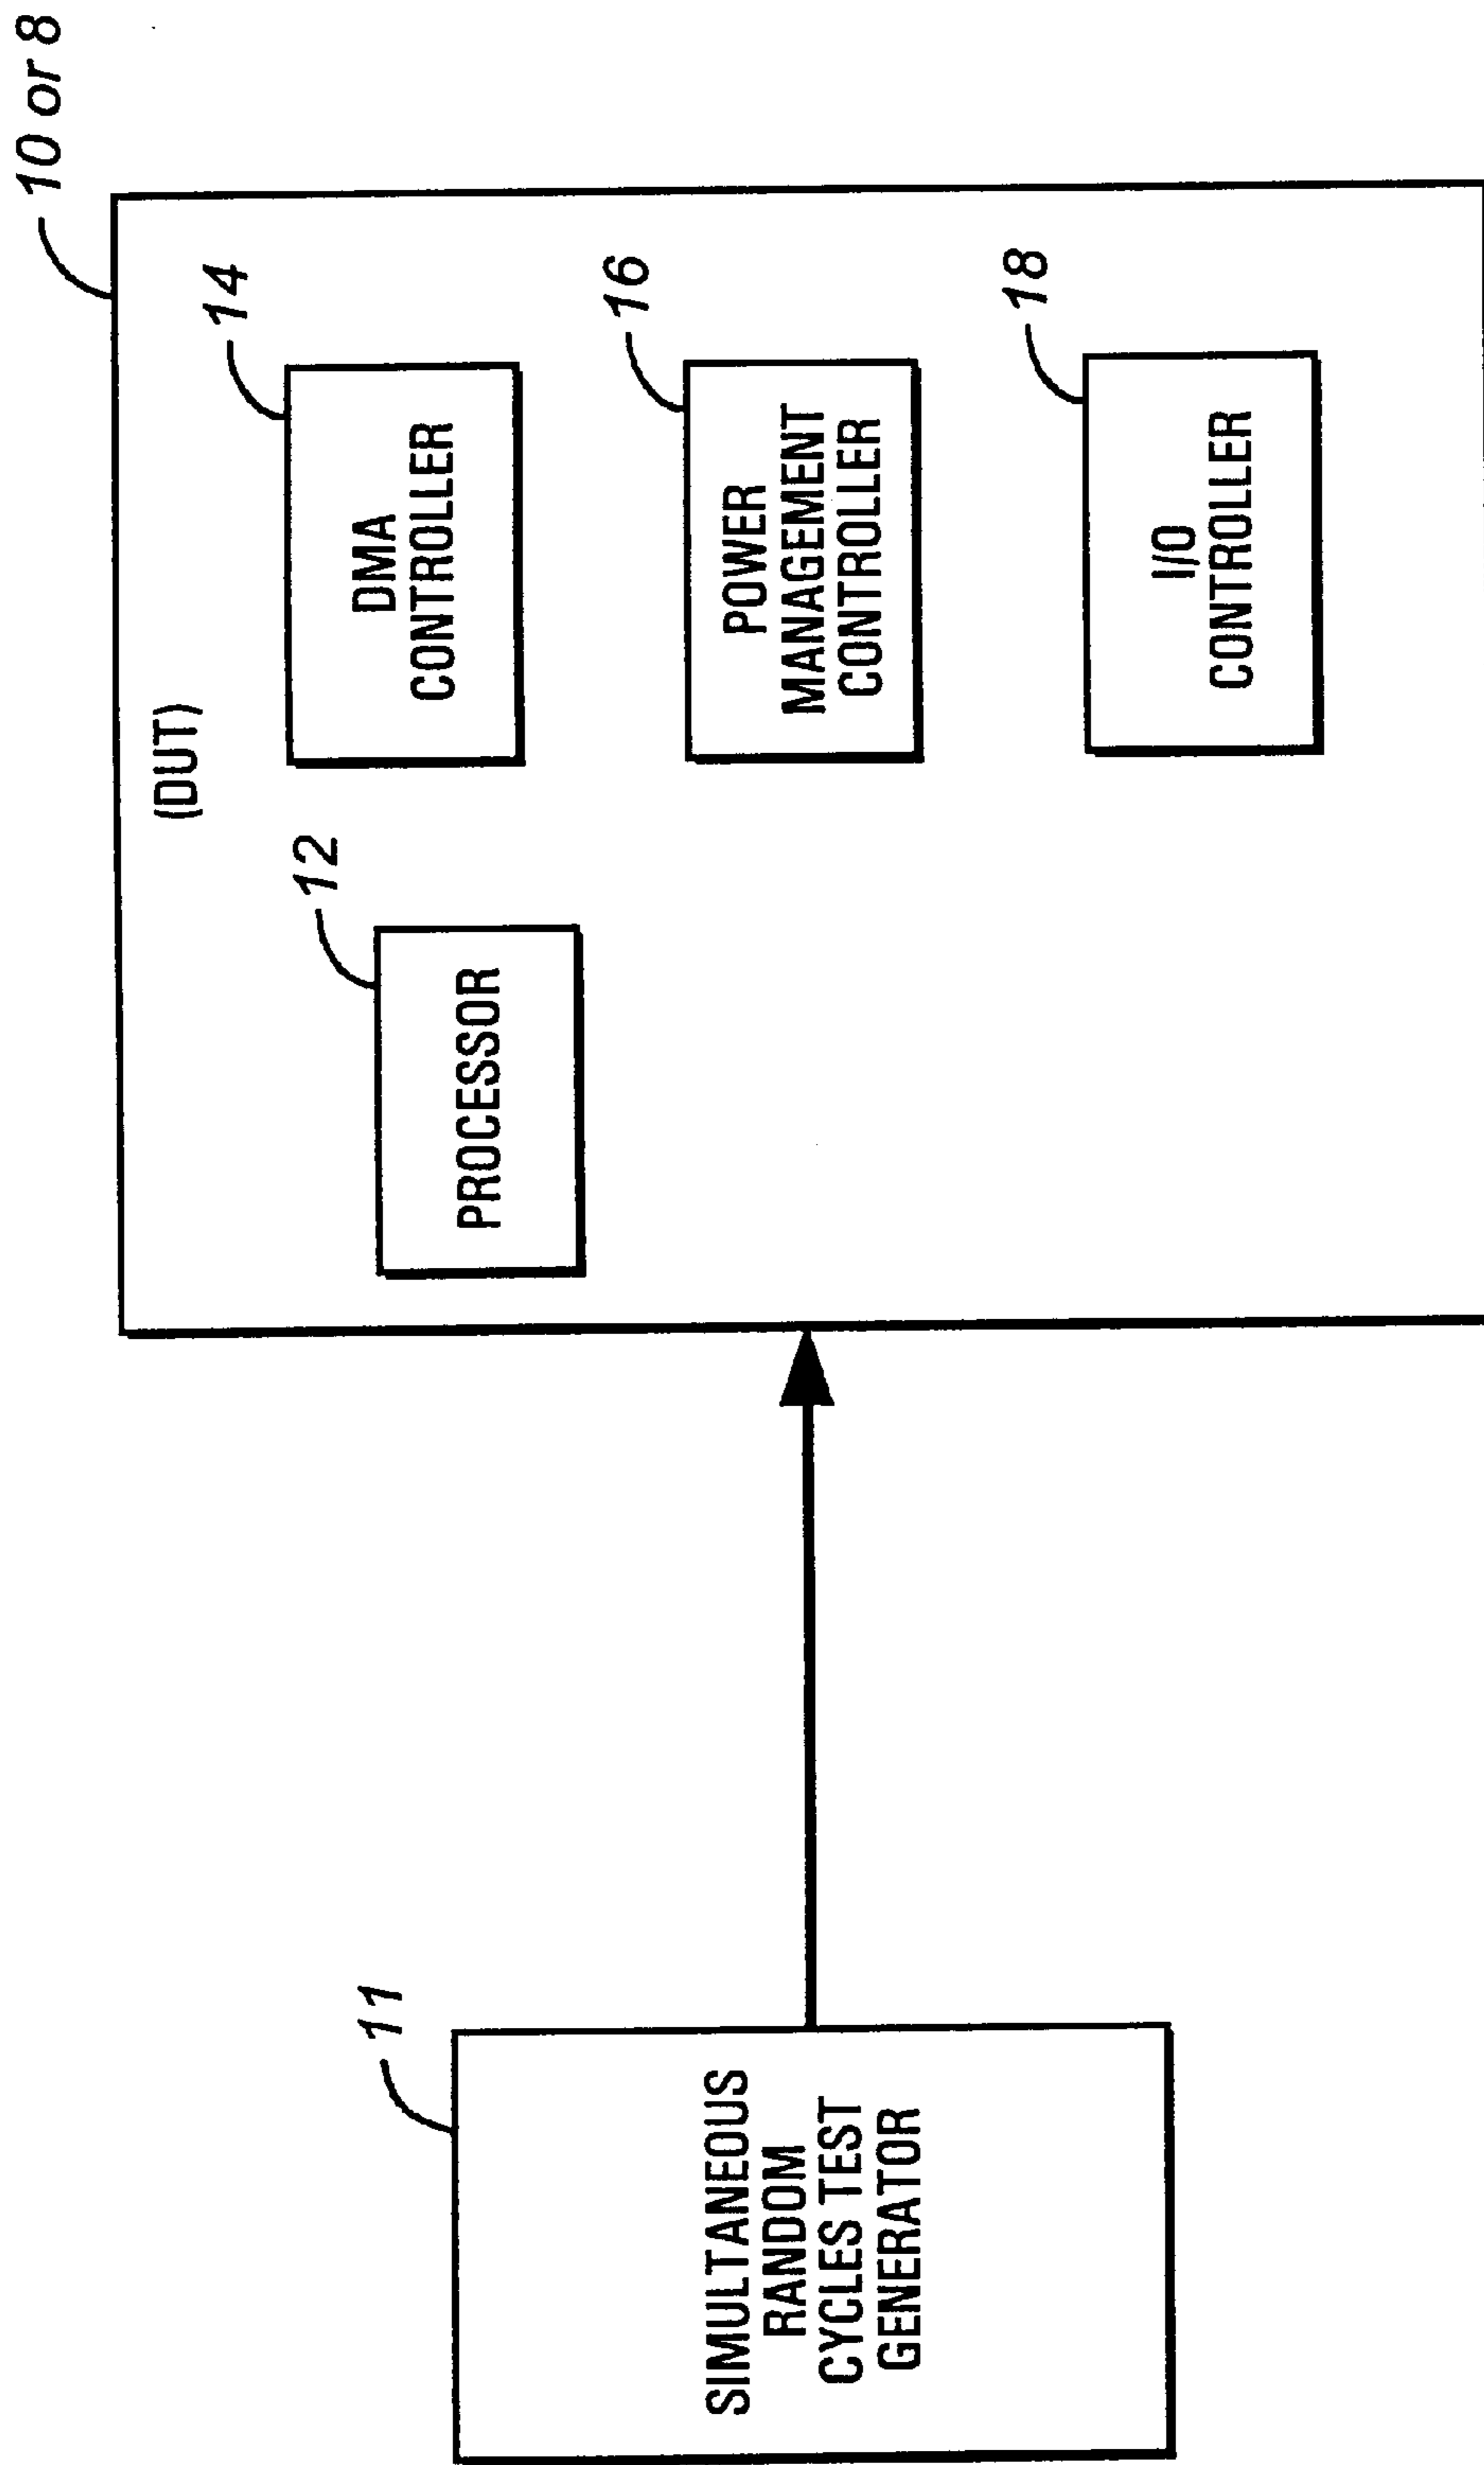 10 or 8
(DUT)
14
DMA
CONTROLLER
12
PROCESSOR
16
POWER
MANAGEMENT
CONTROLLER
18
I/O
CONTROLLER
11
SIMULTANEOUS
RANDOM
CYCLES TEST
GENERATOR